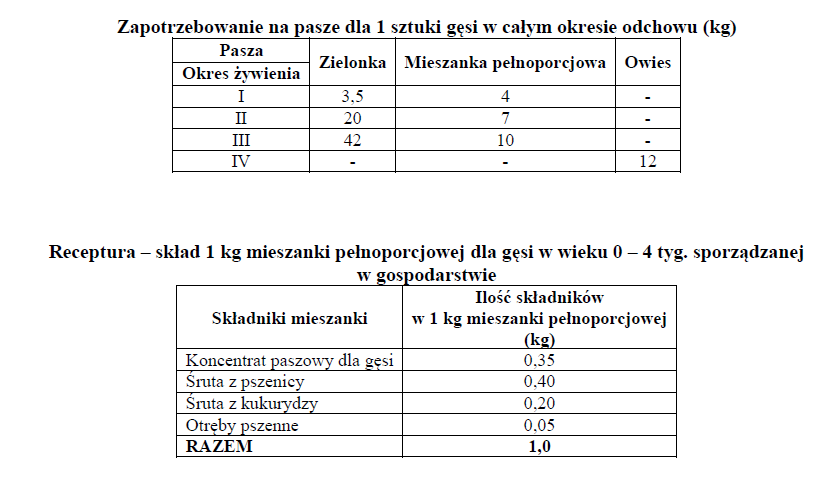 Zapotrzebowanie na pasze dla 1 sztuki gęsi w całym okresie odchowu (kg)
Pasza Zielonka Mieszanka pełnoporcjowa Owies
Okres żywienia
I 3,5 4 -
II 20 7 -
III 42 10 -
IV - - 12
Receptura – skład 1 kg mieszanki pełnoporcjowej dla gęsi w wieku 0 – 4 tyg. sporządzanej
w gospodarstwie
Składniki mieszanki Ilość składników
w 1 kg mieszanki pełnoporcjowej
(kg)
Koncentrat paszowy dla gęsi 0,35
Śruta z pszenicy 0,40
Śruta z kukurydzy 0,20
Otręby pszenne 0,05
RAZEM 1,0